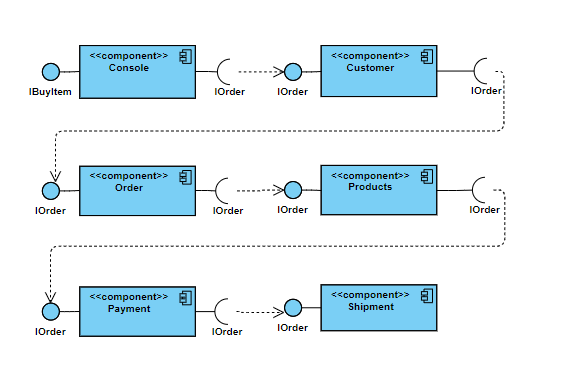 <<component>>
Console
<<component>>
Customer
IBuyItem
IOrder
IOrder
IOrder
<<component>>
Order
<<component>>
Products
IOrder
IOrder
IOrder
IOrder
<<component>>
Payment
<<component>>
Shipment
IOrder
IOrder
IOrder